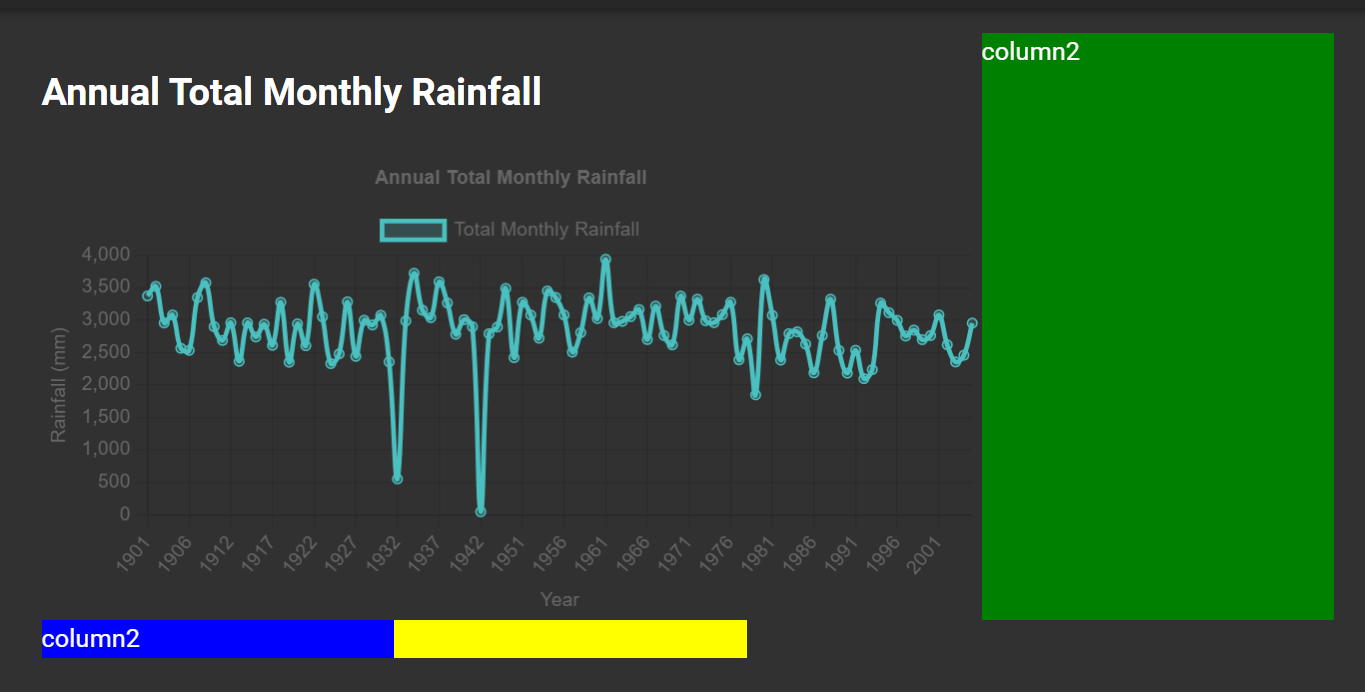 column2
Annual Total Monthly Rainfall
Annual Total Monthly Rainfall
Total Monthly Rainfall
4,000
3,500
3,000
2,500
2,000
1,500
1,000
500
0
Rainfall (mm)
1901 1906 1912 1917 1922 1927 1932 1937 1942 1951 1956 1961 1966 1971 1976 1981 1986 1991 1996 2001
Year
column2